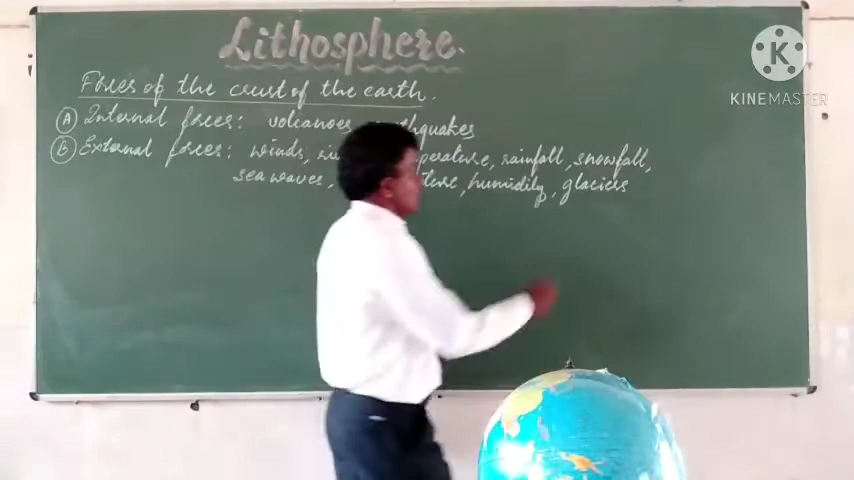 Lithosphere.
Forces of the crust of the earth.
A Internal forces: volcanoes, earthquakes
B External forces: winds, temperature, rainfall, snowfall,
sea waves, humidity, glaciers
K
KINEMASTER